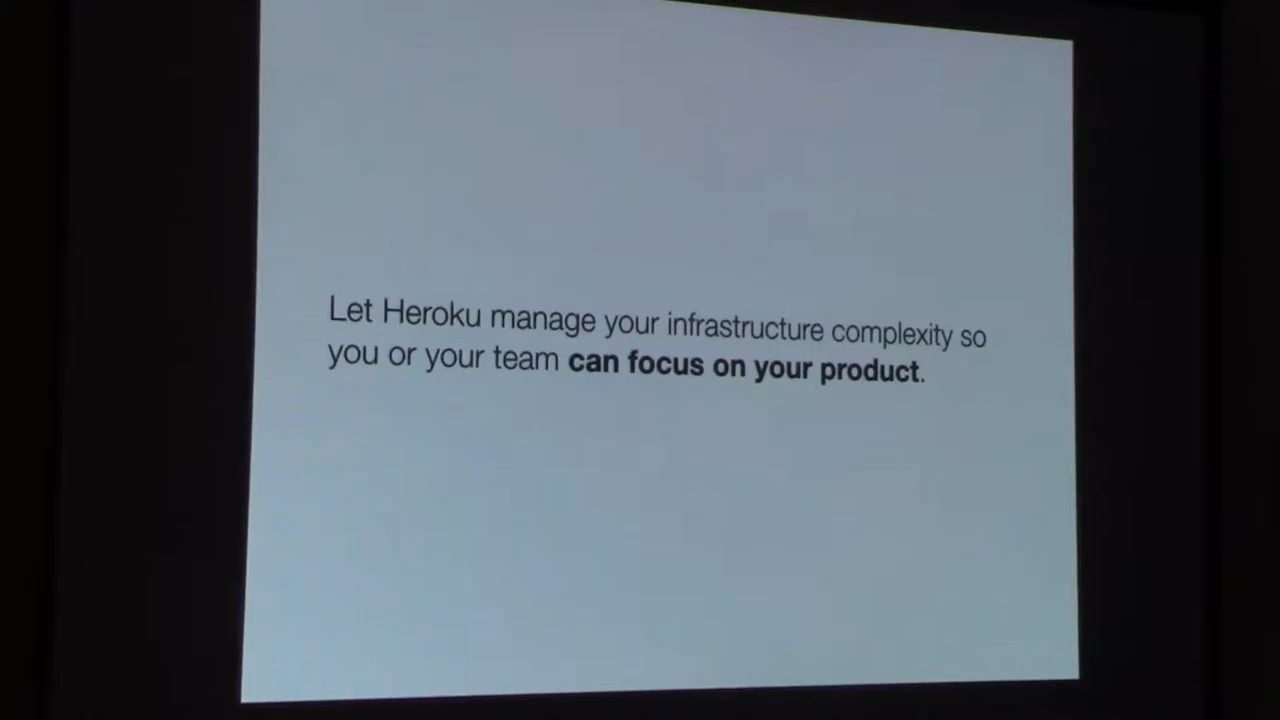 Let Heroku manage your infrastructure complexity so
you or your team can focus on your product.